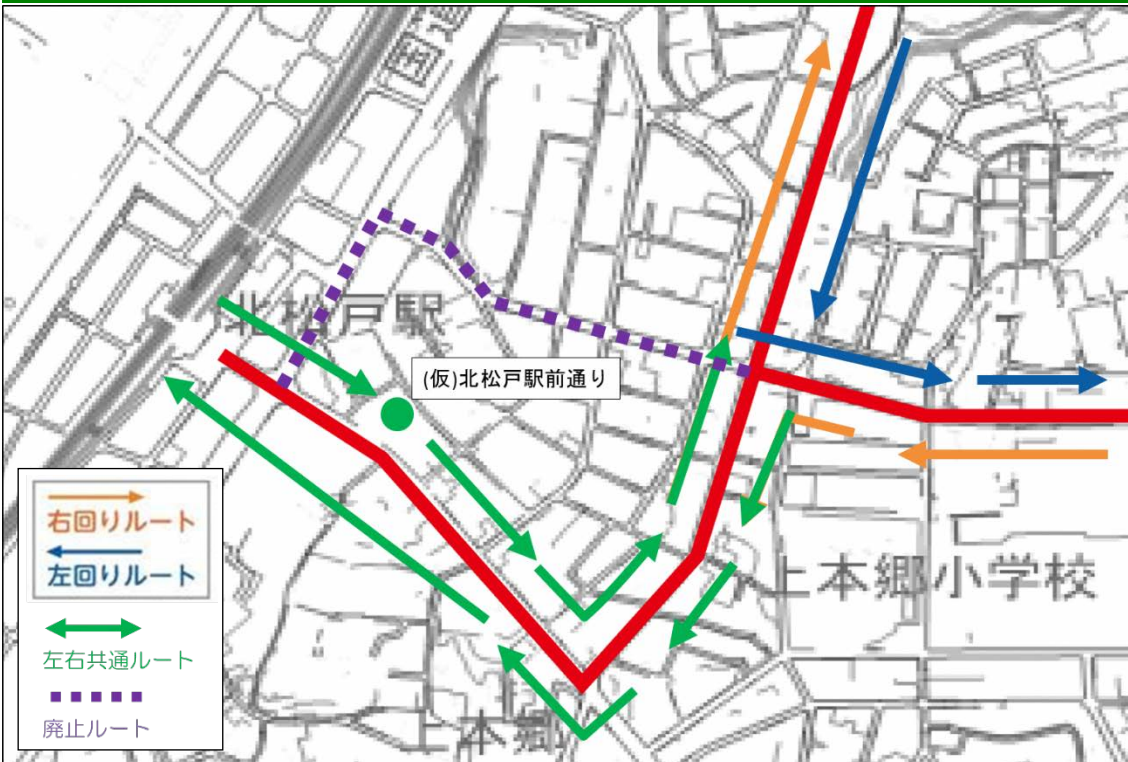 国道
北松戸駅
(仮)北松戸駅前通り
右回りルート
左回りルート
左右共通ルート
廃止ルート
上本郷小学校
上本郷